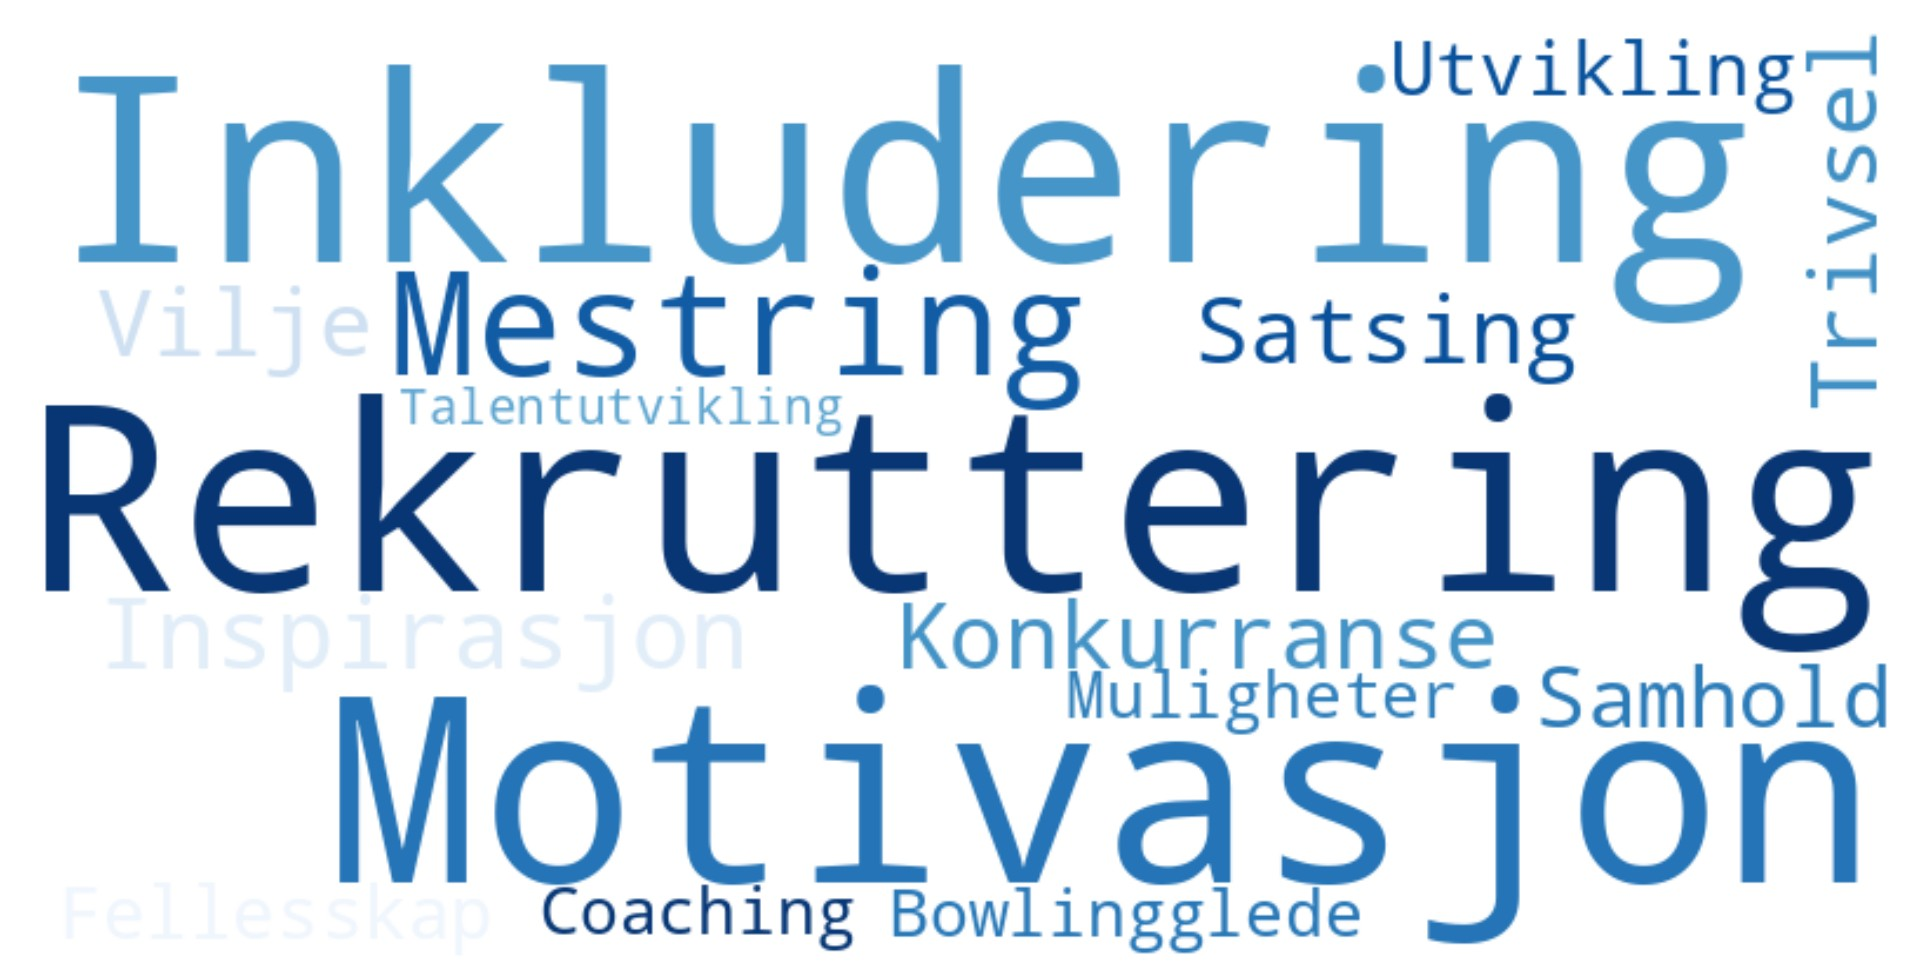 Inkludering
Utvikling
Trivsel
Vilje
Mestring
Satsing
Talentutvikling
Rekruttering
Inspirasjon
Konkurranse
Muligheter
Samhold
Motivasjon
Fellesskap
Coaching
Bowlingglede